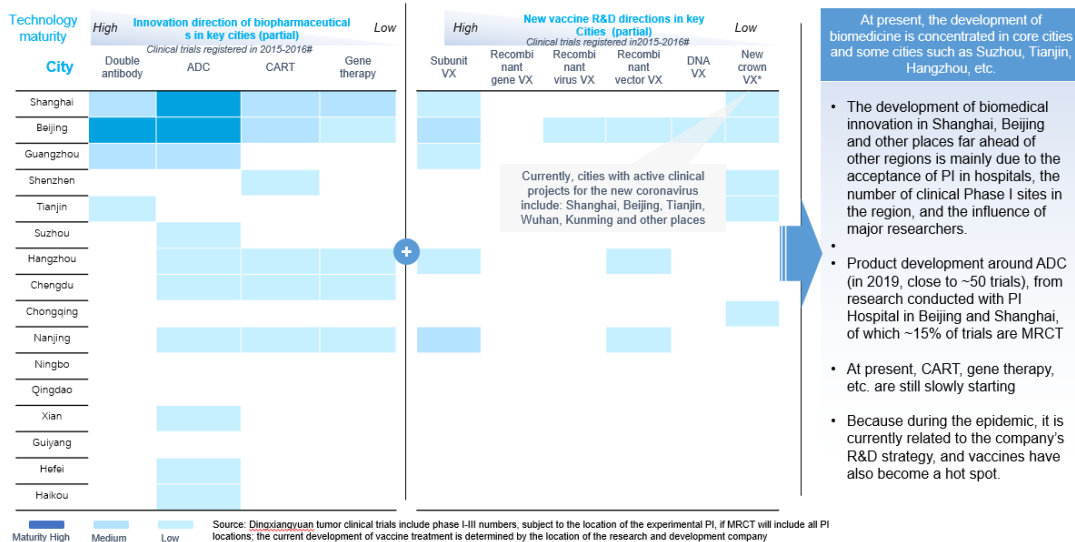 Technology
maturity
High
Innovation direction of biopharmaceutical
s in key cities (partial)
Low
Clinical trials registered in 2015-2016#
City
Double
antibody
ADC
CART
Gene
therapy
High
New vaccine R&D directions in key
Cities (partial)
Low
Clinical trials registered in2015-2016#
Subunit
VX
Recombi
nant
gene VX
Recombi
nant
virus VX
Recombi
nant
vector VX
DNA
VX
New
crown
VX*
Shanghai
Beijing
Guangzhou
Shenzhen
Tianjin
Suzhou
Hangzhou
Chengdu
Chongqing
Nanjing
Ningbo
Qingdao
Xian
Guiyang
Hefei
Haikou
Currently, cities with active clinical
projects for the new coronavirus
include: Shanghai, Beijing, Tianjin,
Wuhan, Kunming and other places
+
At present, the development of
biomedicine is concentrated in core cities
and some cities such as Suzhou, Tianjin,
Hangzhou, etc.
• The development of biomedical
innovation in Shanghai, Beijing
and other places far ahead of
other regions is mainly due to the
acceptance of PI in hospitals, the
number of clinical Phase I sites in
the region, and the influence of
major researchers.
•
• Product development around ADC
(in 2019, close to ~50 trials), from
research conducted with PI
Hospital in Beijing and Shanghai,
of which ~15% of trials are MRCT
• At present, CART, gene therapy,
etc. are still slowly starting
• Because during the epidemic, it is
currently related to the company's
R&D strategy, and vaccines have
also become a hot spot.
Maturity High
Medium
Low
Source: Dingxiangyuan tumor clinical trials include phase I-III numbers, subject to the location of the experimental PI, if MRCT will include all PI
locations; the current development of vaccine treatment is determined by the location of the research and development company